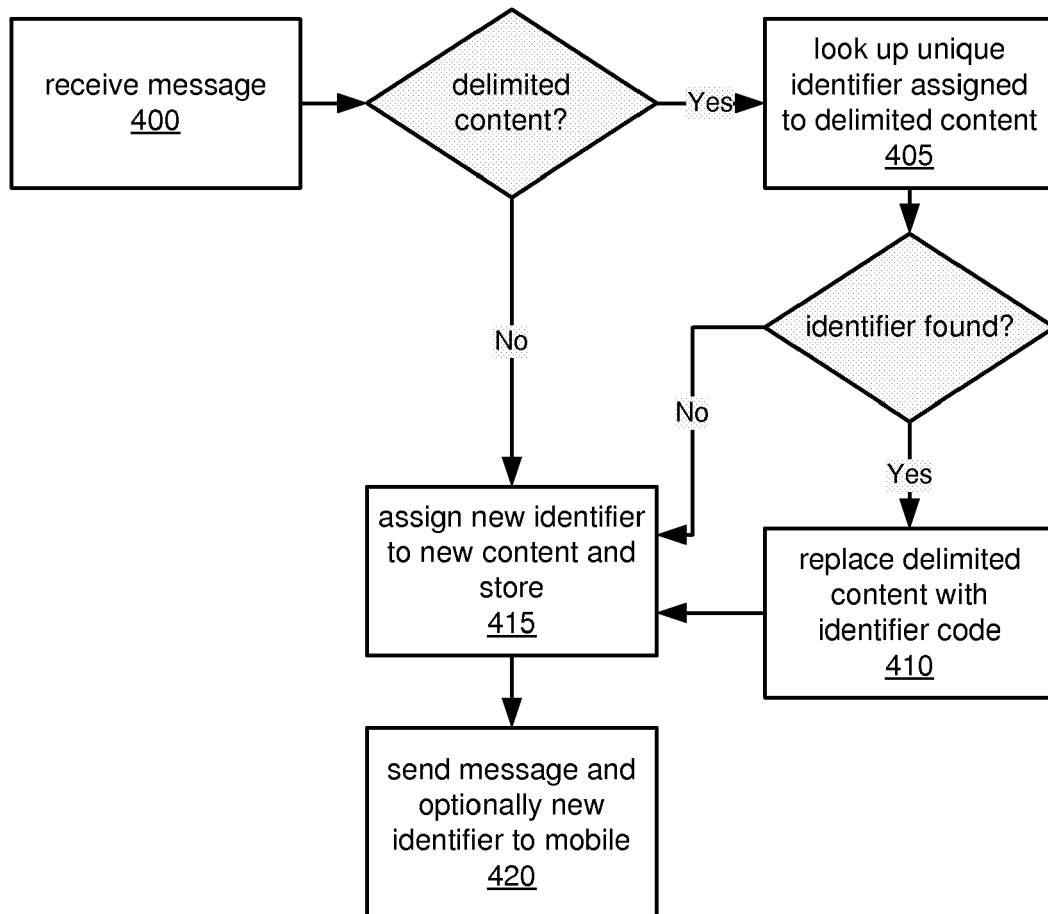 receive message
400
delimited
content?
Yes
look up unique
identifier assigned
to delimited content
405
identifier found?
No
No
Yes
assign new identifier
to new content and
store
415
replace delimited
content with
identifier code
410
send message and
optionally new
identifier to mobile
420